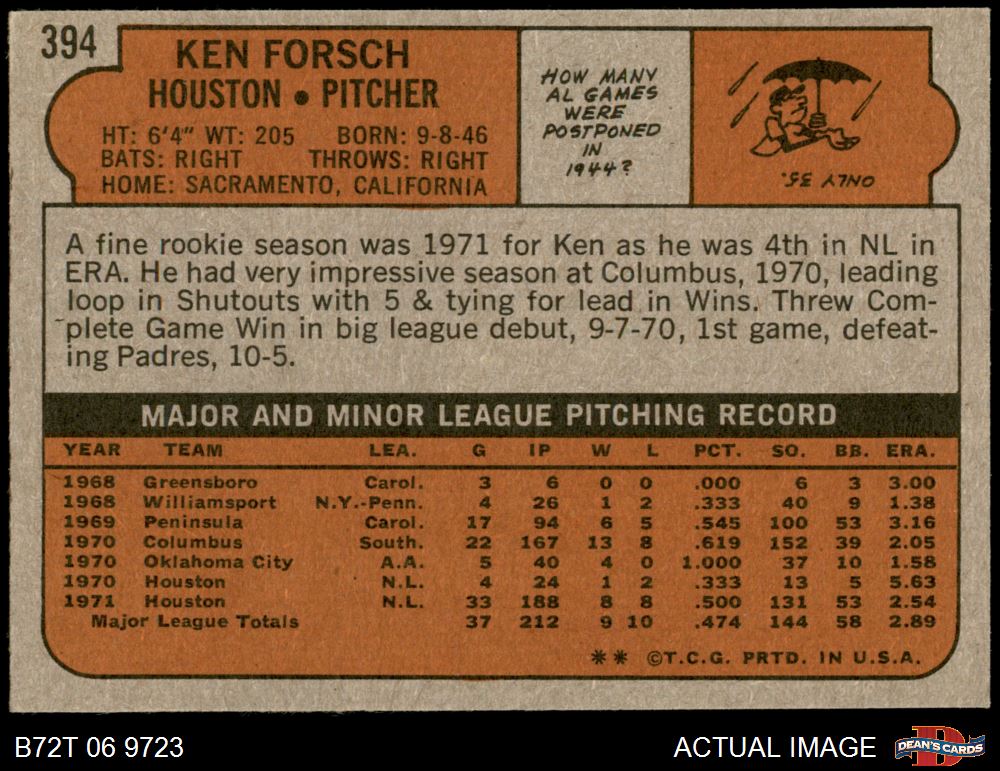 394
KEN FORSCH
HOUSTON • PITCHER
HT: 6'4" WT: 205 BORN: 9-8-46
BATS: RIGHT THROWS: RIGHT
HOME: SACRAMENTO, CALIFORNIA
HOW MANY
AL GAMES
WERE
POSTPONED
IN
1944?
ONLY 35.
A fine rookie season was 1971 for Ken as he was 4th in NL in
ERA. He had very impressive season at Columbus, 1970, leading
loop in Shutouts with 5 & tying for lead in Wins. Threw Com-
plete Game Win in big league debut, 9-7-70, 1st game, defeat-
ing Padres, 10-5.
MAJOR AND MINOR LEAGUE PITCHING RECORD
YEAR TEAM LEA. G IP W L PCT. SO. BB. ERA.
1968 Greensboro Carol. 3 6 0 0 .000 6 3 3.00
1968 Williamsport N.Y.-Penn. 4 26 1 2 .333 40 9 1.38
1969 Peninsula Carol. 17 94 6 5 .545 100 53 3.16
1970 Columbus South. 22 167 13 8 .619 152 39 2.05
1970 Oklahoma City A.A. 5 40 4 0 1.000 37 10 1.58
1970 Houston N.L. 4 24 1 2 .333 13 5 5.63
1971 Houston N.L. 33 188 8 8 .500 131 53 2.54
Major League Totals 37 212 9 10 .474 144 58 2.89
** ©T.C.G. PRTD. IN U.S.A.
B72T 06 9723
ACTUAL IMAGE
DEAN'S CARDS